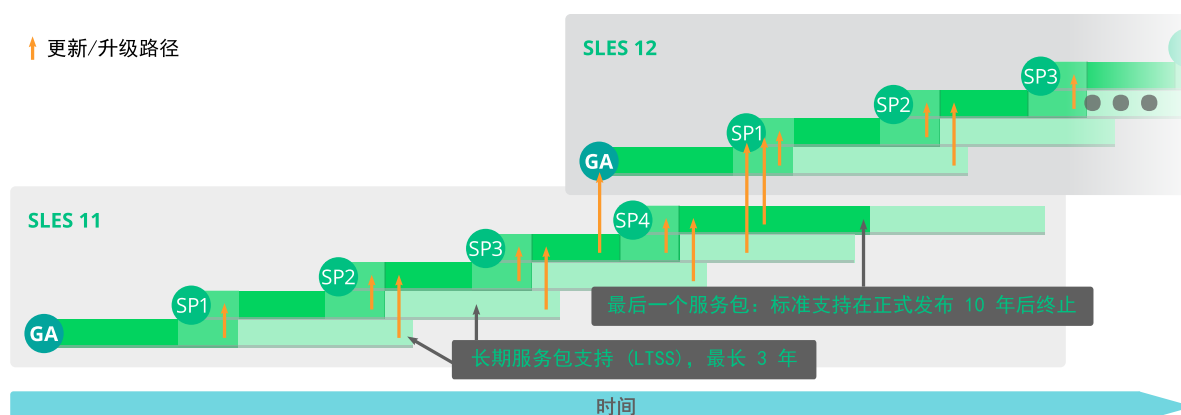 更新/升级路径
SLES 12
SP3
SP2
SP1
GA
SLES 11
SP4
SP3
SP2
SP1
GA
最后一个服务包：标准支持在正式发布 10 年后终止
长期服务包支持 (LTSS)，最长 3 年
时间